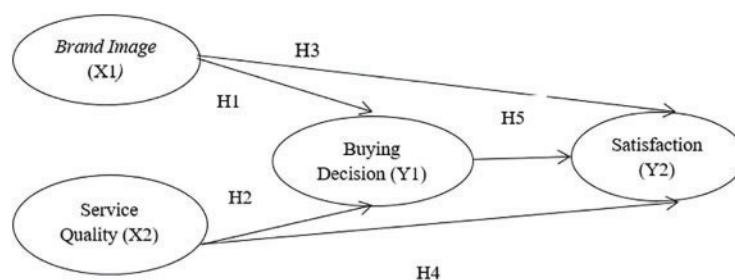 Brand Image
(X1)
H3
H1
H5
Buying
Decision (Y1)
Satisfaction
(Y2)
H2
Service
Quality (X2)
H4